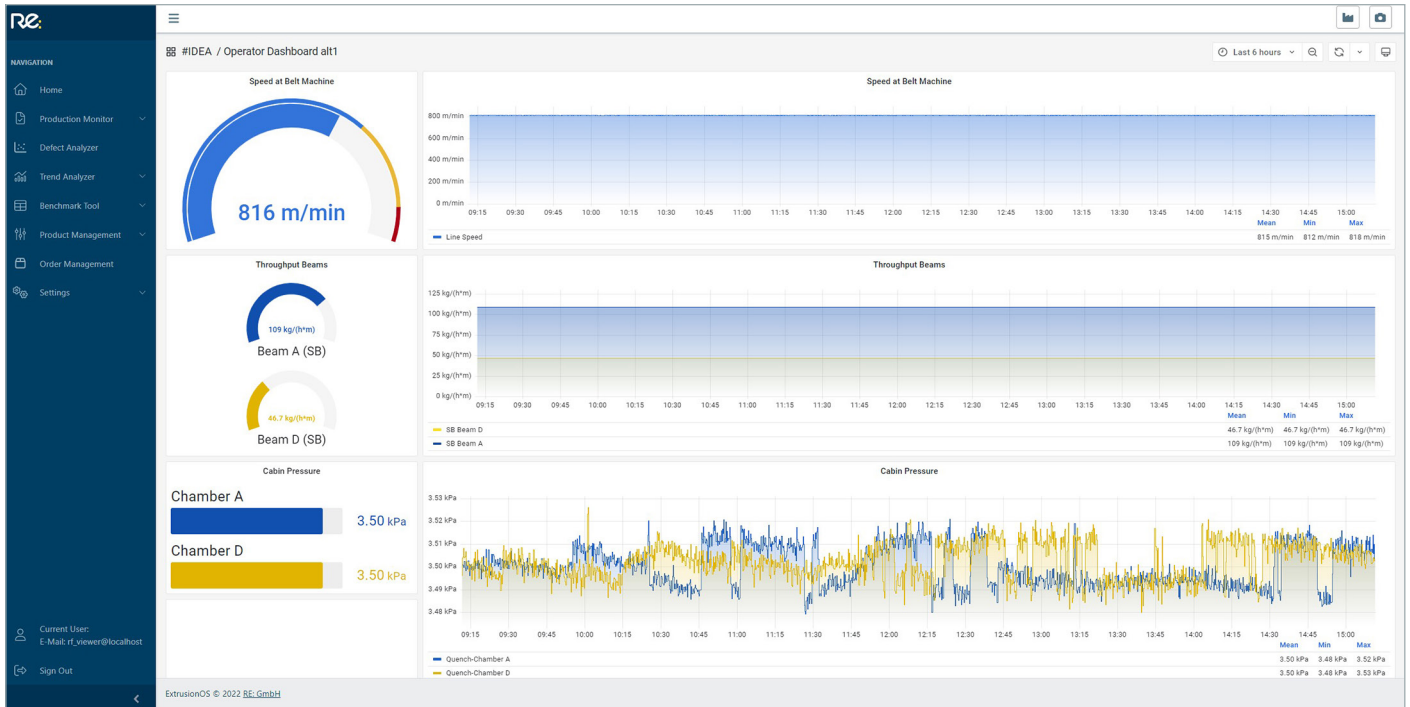 RE:
NAVIGATION
Home
Production Monitor
Defect Analyzer
Trend Analyzer
Benchmark Tool
Product Management
Order Management
Settings
Current User:
E-Mail: rf_viewer@localhost
Sign Out
#IDEA / Operator Dashboard alt1
Last 6 hours
Speed at Belt Machine
816 m/min
Speed at Belt Machine
800 m/min
600 m/min
400 m/min
200 m/min
0 m/min
09:15 09:30 09:45 10:00 10:15 10:30 10:45 11:00 11:15 11:30 11:45 12:00 12:15 12:30 12:45 13:00 13:15 13:30 13:45 14:00 14:15 14:30 14:45 15:00
Mean Min Max
Line Speed 815 m/min 812 m/min 818 m/min
Throughput Beams
109 kg/(h*m)
Beam A (SB)
46.7 kg/(h*m)
Beam D (SB)
Throughput Beams
125 kg/(h*m)
100 kg/(h*m)
75 kg/(h*m)
50 kg/(h*m)
25 kg/(h*m)
0 kg/(h*m)
09:15 09:30 09:45 10:00 10:15 10:30 10:45 11:00 11:15 11:30 11:45 12:00 12:15 12:30 12:45 13:00 13:15 13:30 13:45 14:00 14:15 14:30 14:45 15:00
Mean Min Max
SB Beam D 46.7 kg/(h*m) 46.7 kg/(h*m) 46.7 kg/(h*m)
SB Beam A 109 kg/(h*m) 109 kg/(h*m) 109 kg/(h*m)
Cabin Pressure
Chamber A
3.50 kPa
Chamber D
3.50 kPa
Cabin Pressure
3.53 kPa
3.52 kPa
3.51 kPa
3.50 kPa
3.49 kPa
3.48 kPa
09:15 09:30 09:45 10:00 10:15 10:30 10:45 11:00 11:15 11:30 11:45 12:00 12:15 12:30 12:45 13:00 13:15 13:30 13:45 14:00 14:15 14:30 14:45 15:00
Mean Min Max
Quench-Chamber A 3.50 kPa 3.48 kPa 3.52 kPa
Quench-Chamber D 3.50 kPa 3.48 kPa 3.53 kPa
ExtrusionOS © 2022 RE: GmbH